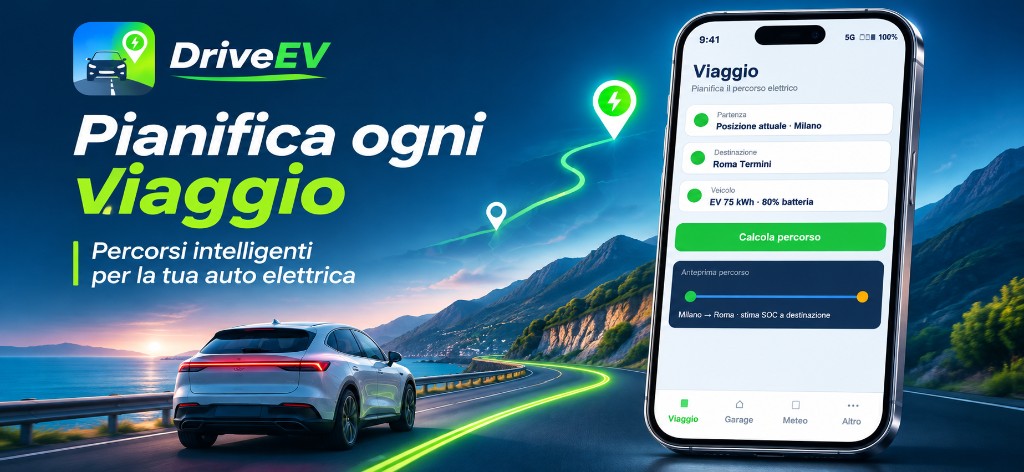 DriveEV
Pianifica ogni
Viaggio
Percorsi intelligenti
per la tua auto elettrica
9:41
5G 100%
Viaggio
Pianifica il percorso elettrico
Partenza
Posizione attuale · Milano
Destinazione
Roma Termini
Veicolo
EV 75 kWh · 80% batteria
Calcola percorso
Anteprima percorso
Milano → Roma · stima SOC a destinazione
Viaggio
Garage
Meteo
Altro